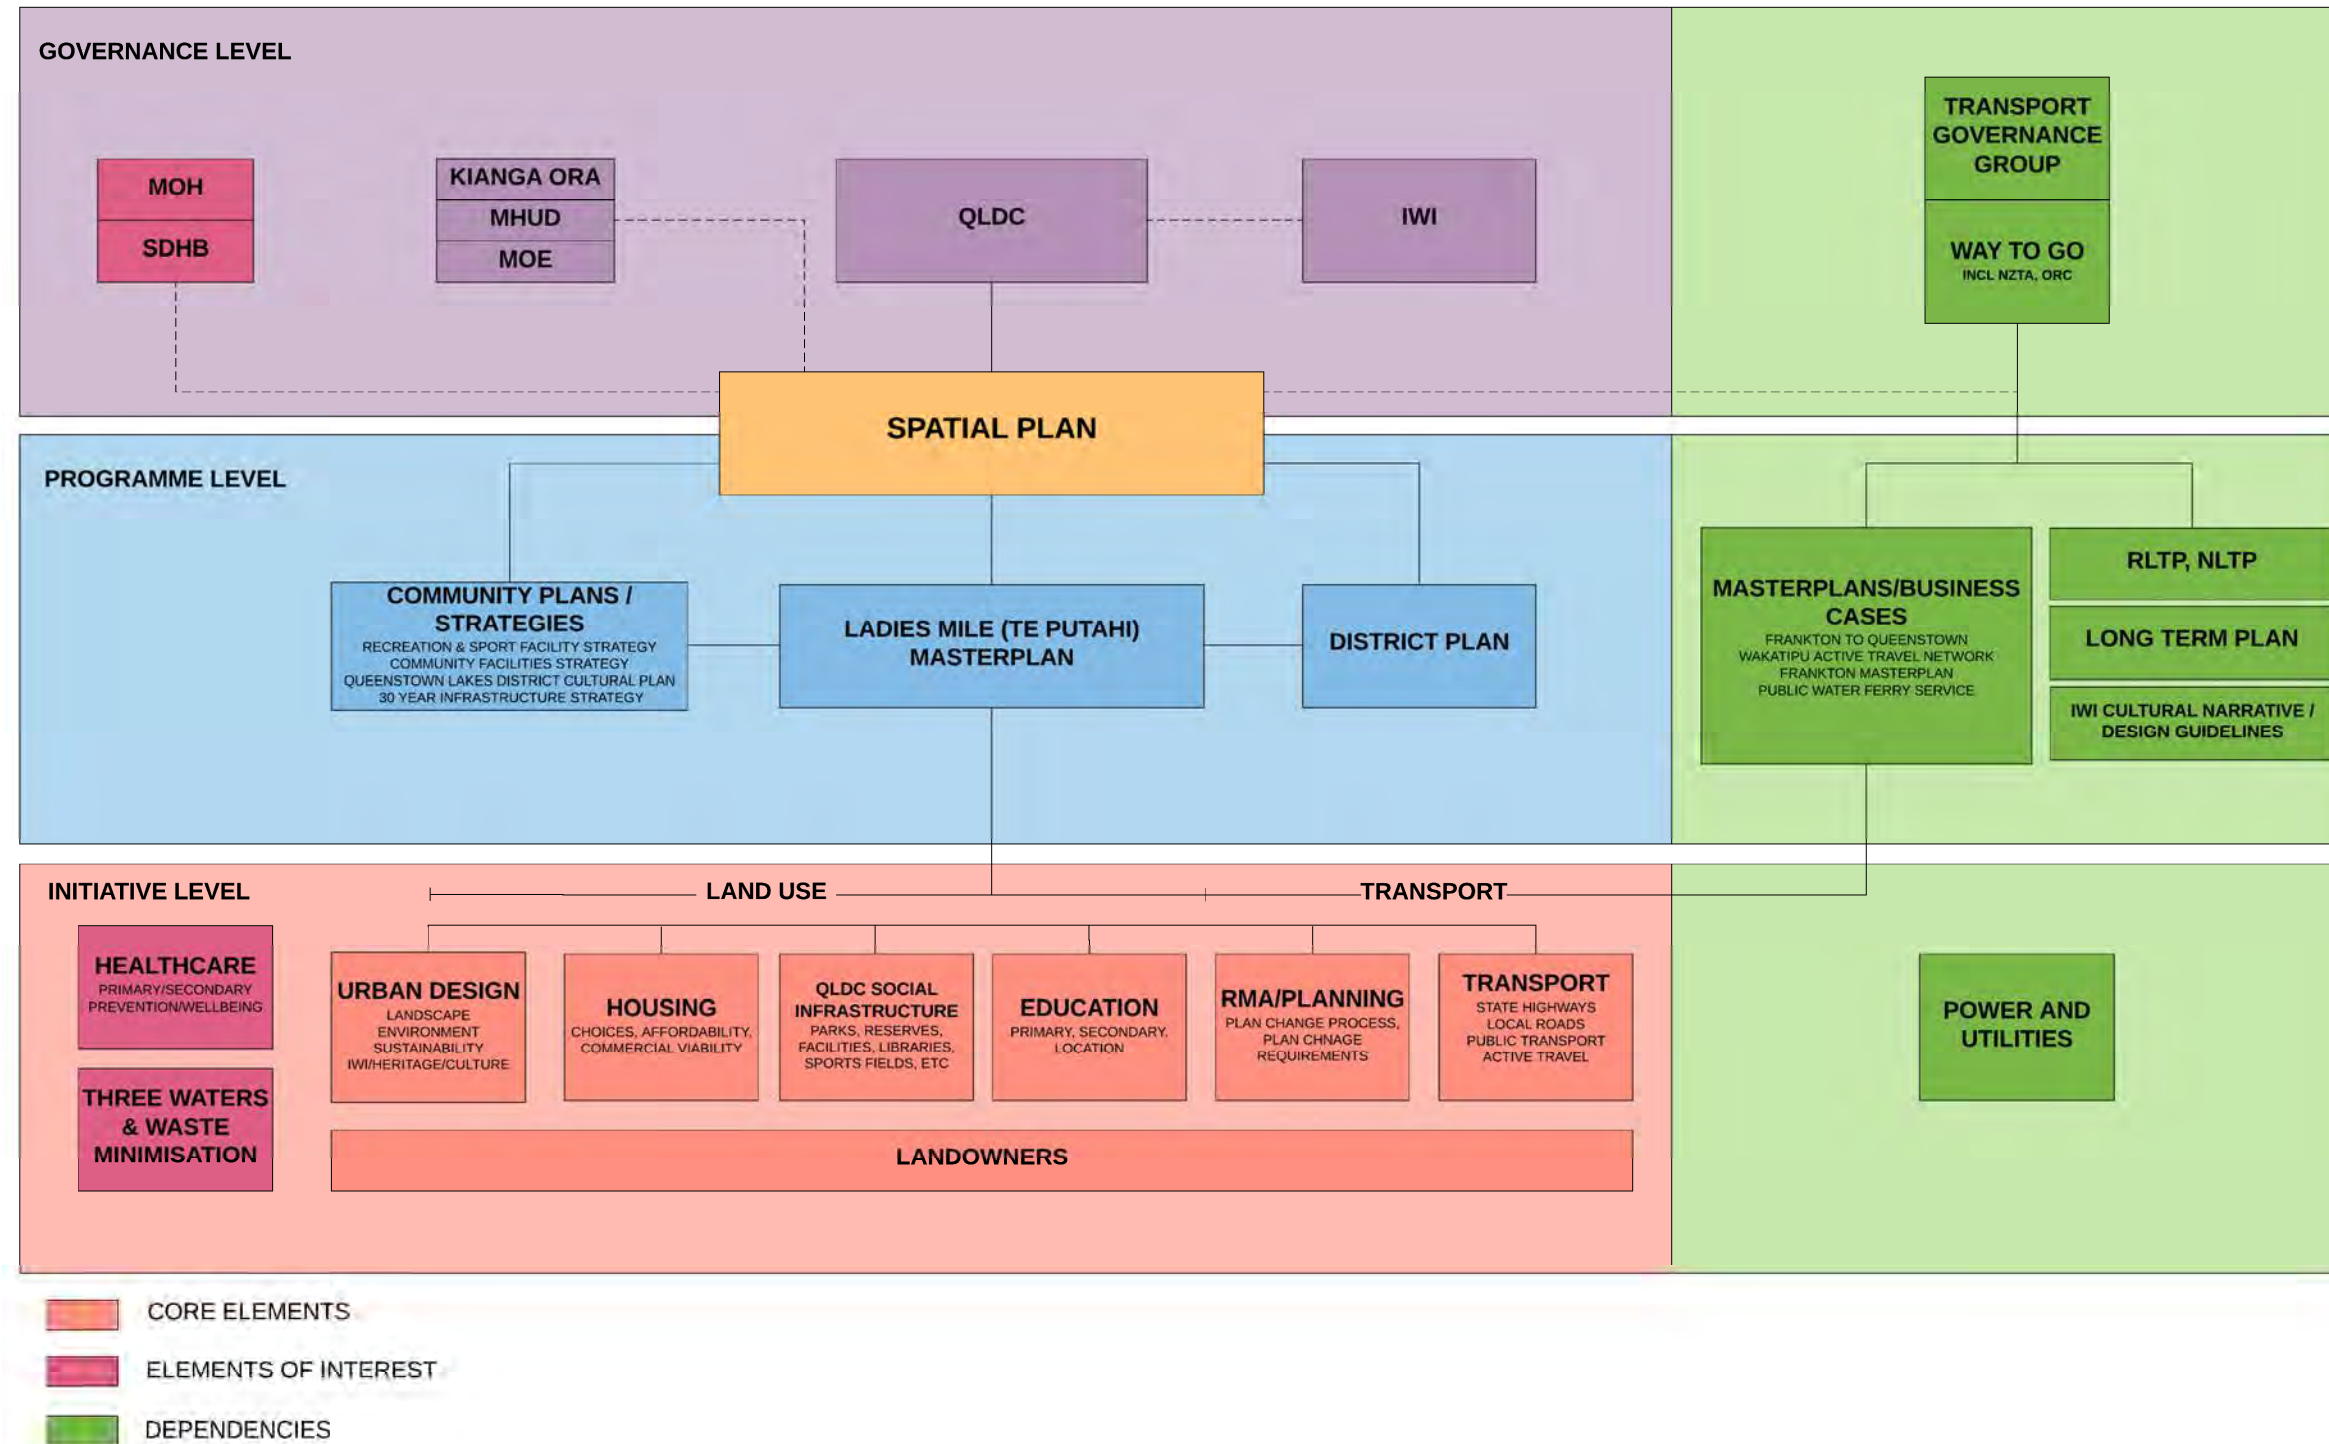 GOVERNANCE LEVEL
MOH
SDHB
KIANGA ORA
MHUD
MOE
QLDC
IWI
TRANSPORT
GOVERNANCE
GROUP
WAY TO GO
INCL NZTA, ORC
SPATIAL PLAN
PROGRAMME LEVEL
COMMUNITY PLANS /
STRATEGIES
RECREATION & SPORT FACILITY STRATEGY
COMMUNITY FACILITIES STRATEGY
QUEENSTOWN LAKES DISTRICT CULTURAL PLAN
30 YEAR INFRASTRUCTURE STRATEGY
LADIES MILE (TE PUTAHI)
MASTERPLAN
DISTRICT PLAN
MASTERPLANS/BUSINESS
CASES
FRANKTON TO QUEENSTOWN
WAKATIPU ACTIVE TRAVEL NETWORK
FRANKTON MASTERPLAN
PUBLIC WATER FERRY SERVICE
RLTP, NLTP
LONG TERM PLAN
IWI CULTURAL NARRATIVE /
DESIGN GUIDELINES
INITIATIVE LEVEL
LAND USE
TRANSPORT
HEALTHCARE
PRIMARY/SECONDARY
PREVENTION/WELLBEING
THREE WATERS
& WASTE
MINIMISATION
URBAN DESIGN
LANDSCAPE
ENVIRONMENT
SUSTAINABILITY
IWI/HERITAGE/CULTURE
HOUSING
CHOICES, AFFORDABILITY,
COMMERCIAL VIABILITY
QLDC SOCIAL
INFRASTRUCTURE
PARKS, RESERVES,
FACILITIES, LIBRARIES,
SPORTS FIELDS, ETC
EDUCATION
PRIMARY, SECONDARY,
LOCATION
RMA/PLANNING
PLAN CHANGE PROCESS,
PLAN CHNAGE
REQUIREMENTS
TRANSPORT
STATE HIGHWAYS
LOCAL ROADS
PUBLIC TRANSPORT
ACTIVE TRAVEL
POWER AND
UTILITIES
LANDOWNERS
CORE ELEMENTS
ELEMENTS OF INTEREST
DEPENDENCIES